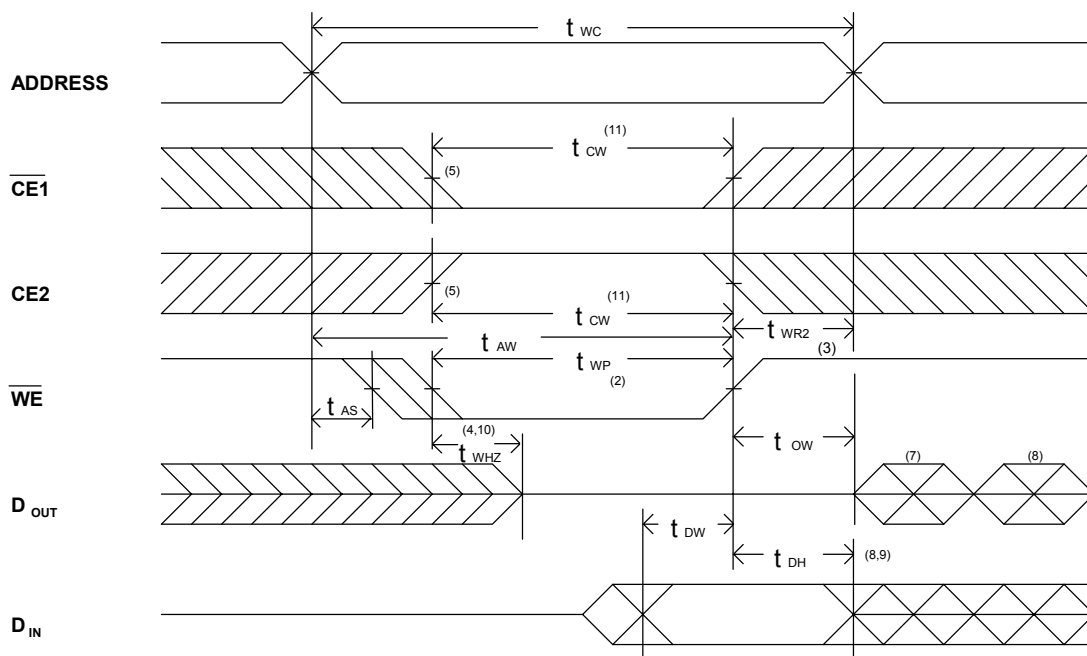 t WC
ADDRESS
(11)
t CW
CE1
(5)
CE2
(5)
(11)
t CW
t WR2
t AW
(3)
t WP
(2)
WE
t AS
(4,10)
t WHZ
t OW
(7)
(8)
D OUT
t DW
t DH
(8,9)
D IN